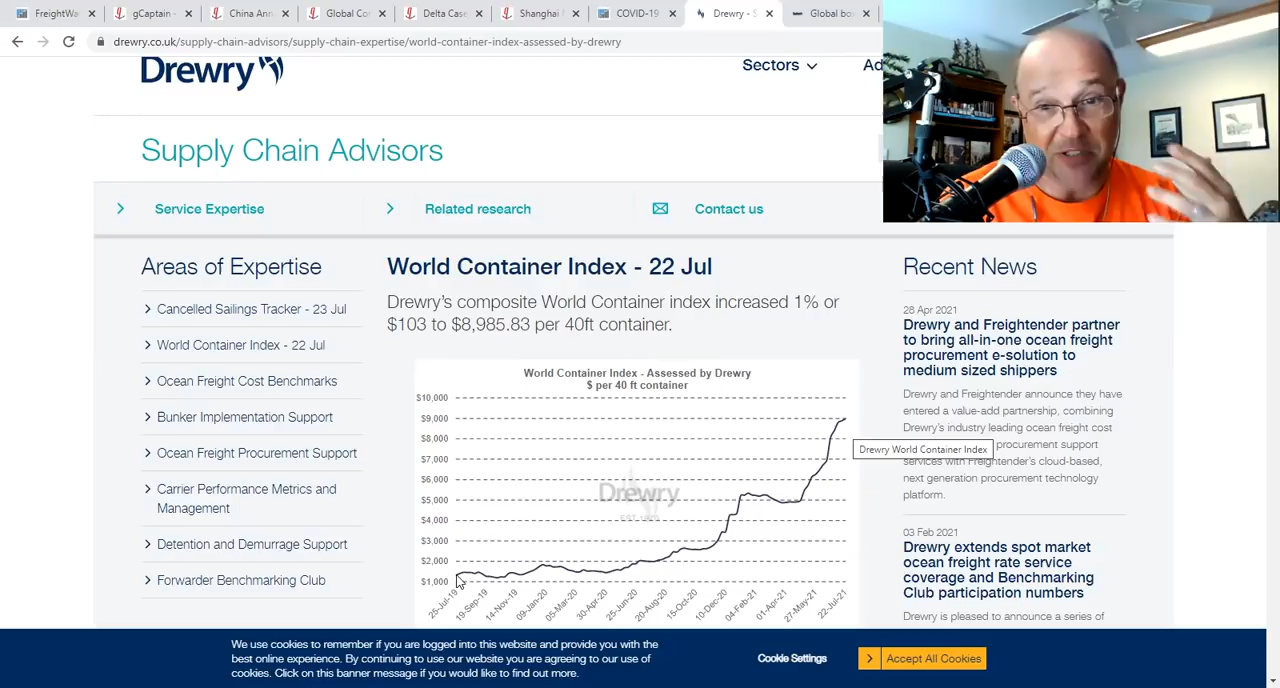 FreightWa
gCaptain -
China Ann
Global Co
Delta Case
Shanghai
COVID-19
Drewry - S
Global bo
drewry.co.uk/supply-chain-advisors/supply-chain-expertise/world-container-index-assessed-by-drewry
Drewry
Sectors
Ad
Supply Chain Advisors
Service Expertise
Related research
Contact us
Areas of Expertise
Cancelled Sailings Tracker - 23 Jul
World Container Index - 22 Jul
Ocean Freight Cost Benchmarks
Bunker Implementation Support
Ocean Freight Procurement Support
Carrier Performance Metrics and
Management
Detention and Demurrage Support
Forwarder Benchmarking Club
World Container Index - 22 Jul
Drewry's composite World Container index increased 1% or
$103 to $8,985.83 per 40ft container.
World Container Index - Assessed by Drewry
$ per 40 ft container
$10,000
$9,000
$8,000
$7,000
$6,000
$5,000
$4,000
$3,000
$2,000
$1,000
Drewry
25-Jul-19
19-Sep-19
14-Nov-19
09-Jan-20
05-Mar-20
30-Apr-20
25-Jun-20
20-Aug-20
15-Oct-20
10-Dec-20
04-Feb-21
01-Apr-21
27-May-21
22-Jul-21
Drewry World Container Index
Recent News
28 Apr 2021
Drewry and Freightender partner
to bring all-in-one ocean freight
procurement e-solution to
medium sized shippers
Drewry and Freightender announce they have
entered a value-add partnership, combining
Drewry's industry leading ocean freight cost
procurement support
services with Freightender's cloud-based,
next generation procurement technology
platform.
03 Feb 2021
Drewry extends spot market
ocean freight rate service
coverage and Benchmarking
Club participation numbers
Drewry is pleased to announce a series of
We use cookies to remember if you are logged into this website and provide you with the
best online experience. By continuing to use our website you are agreeing to our use of
cookies. Click on this banner message if you would like to find out more.
Cookie Settings
Accept All Cookies